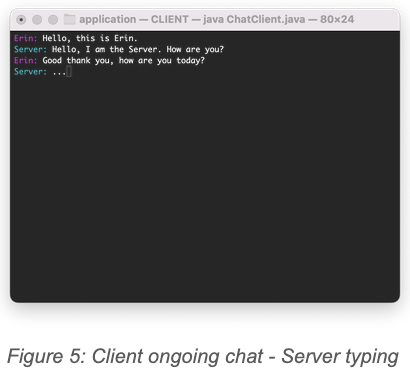 application — CLIENT — java ChatClient.java — 80×24
Erin: Hello, this is Erin.
Server: Hello, I am the Server. How are you?
Erin: Good thank you, how are you today?
Server: ...
Figure 5: Client ongoing chat - Server typing